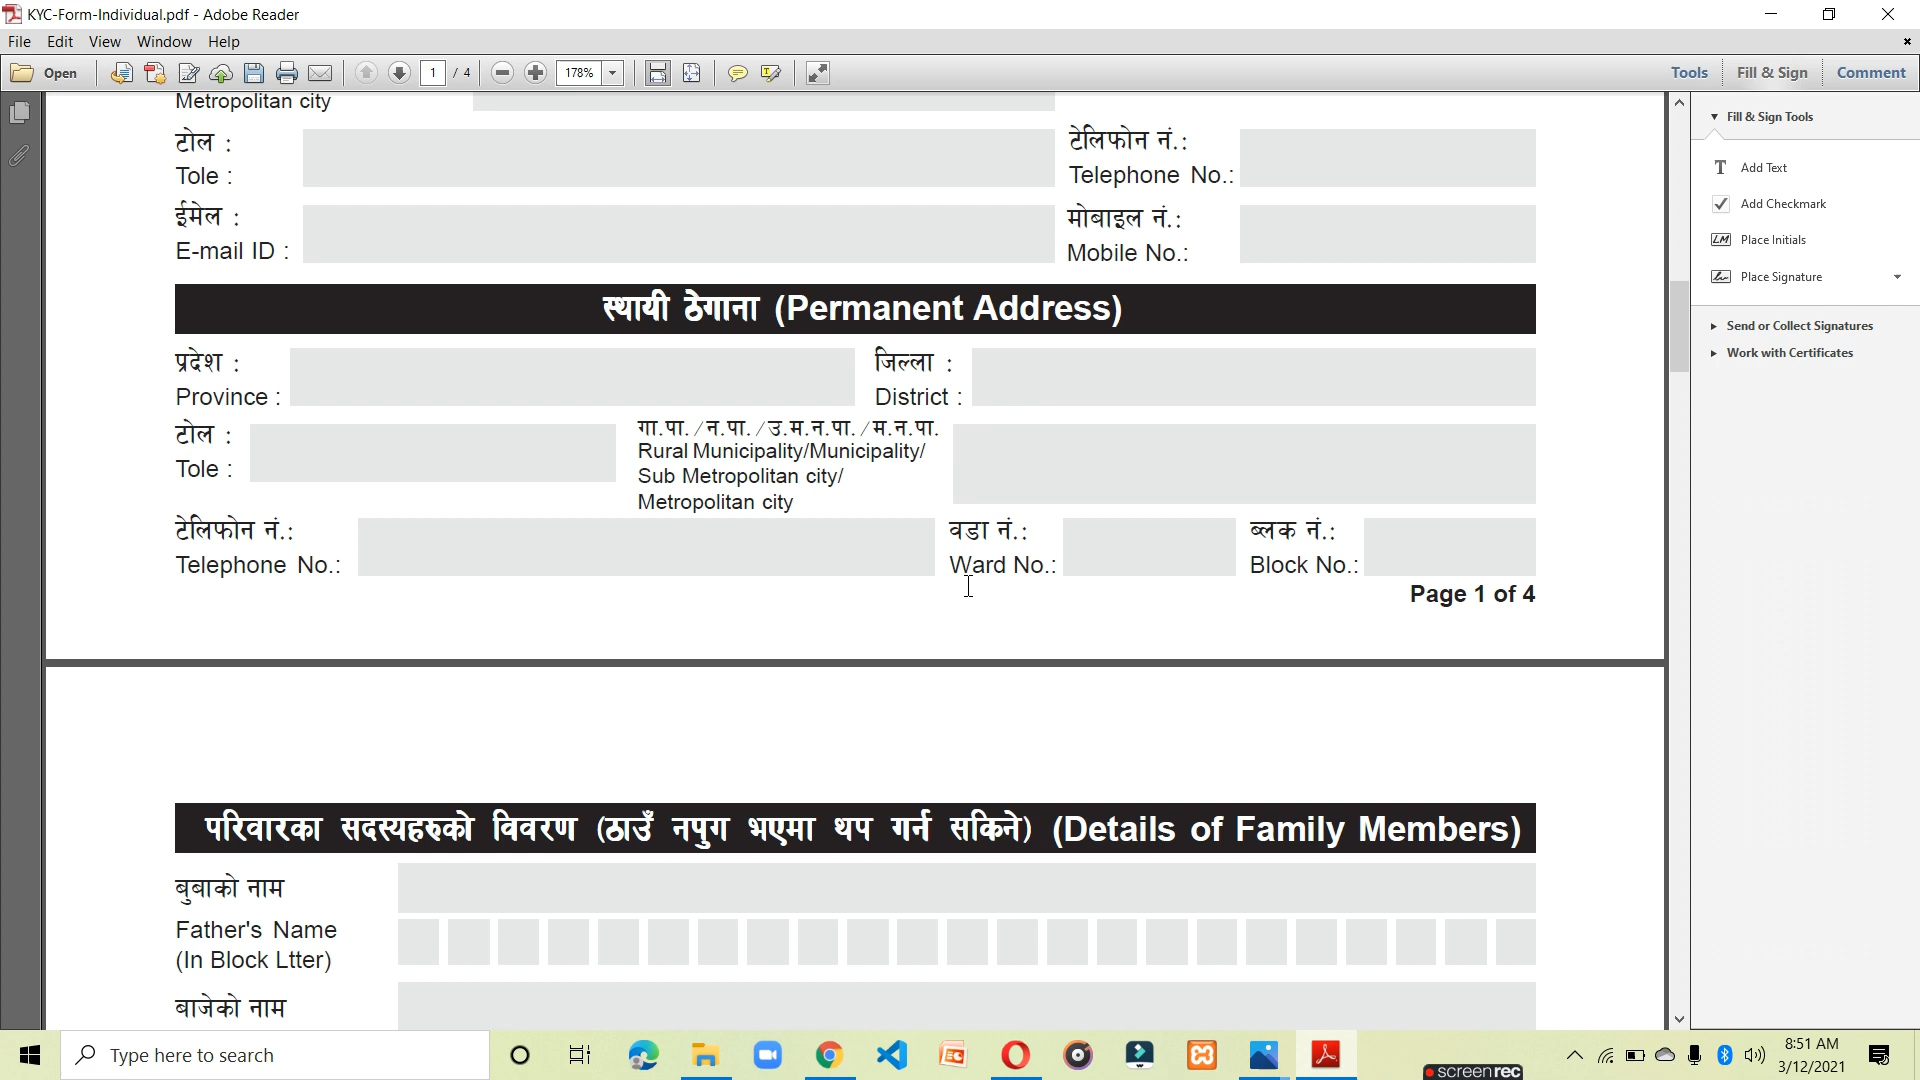 KYC-Form-Individual.pdf - Adobe Reader
File Edit View Window Help
Open 1 / 4 178% Tools Fill & Sign Comment
Metropolitan city
टोल :
Tole :
टेलिफोन नं.:
Telephone No.:
ईमेल :
E-mail ID :
मोबाइल नं.:
Mobile No.:
स्थायी ठेगाना (Permanent Address)
प्रदेश :
Province :
जिल्ला :
District :
टोल :
Tole :
गा.पा. ⁄ न.पा. ⁄ उ.म.न.पा. ⁄ म.न.पा.
Rural Municipality/Municipality/
Sub Metropolitan city/
Metropolitan city
टेलिफोन नं.:
Telephone No.:
वडा नं.:
Ward No.:
ब्लक नं.:
Block No.:
Page 1 of 4
परिवारका सदस्यहरुको विवरण (ठाउँ नपुग भएमा थप गर्न सकिने) (Details of Family Members)
बुबाको नाम
Father's Name
(In Block Ltter)
बाजेको नाम
Fill & Sign Tools
Add Text
Add Checkmark
Place Initials
Place Signature
Send or Collect Signatures
Work with Certificates
Type here to search
screenrec
8:51 AM
3/12/2021